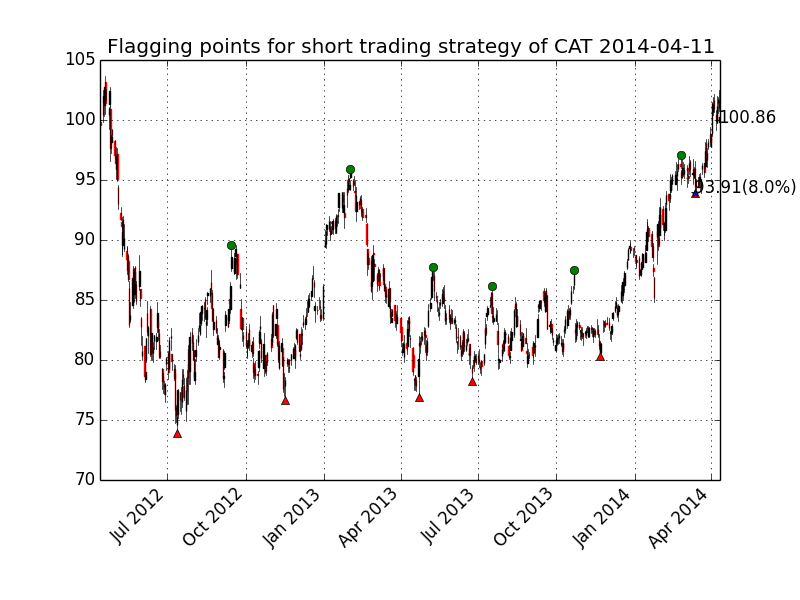 Flagging points for short trading strategy of CAT 2014-04-11
105
100
95
90
85
80
75
70
100.86
93.91(8.0%)
Jul 2012
Oct 2012
Jan 2013
Apr 2013
Jul 2013
Oct 2013
Jan 2014
Apr 2014